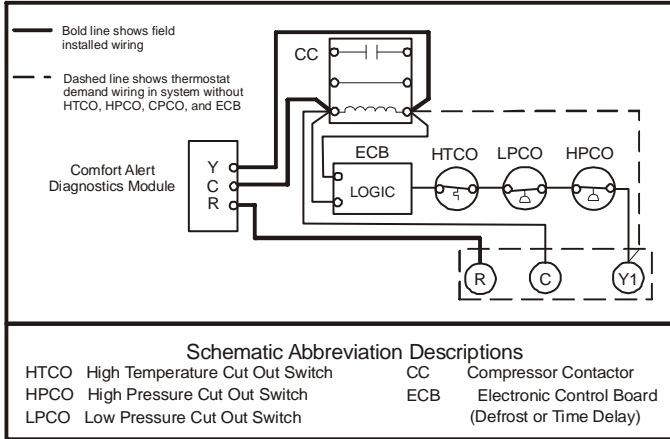 Bold line shows field
installed wiring
Dashed line shows thermostat
demand wiring in system without
HTCO, HPCO, CPCO, and ECB
CC
Comfort Alert
Diagnostics Module
Y
C
R
ECB
HTCO
LPCO
HPCO
LOGIC
R
C
Y1
Schematic Abbreviation Descriptions
HTCO High Temperature Cut Out Switch
HPCO High Pressure Cut Out Switch
LPCO Low Pressure Cut Out Switch
CC Compressor Contactor
ECB Electronic Control Board
(Defrost or Time Delay)